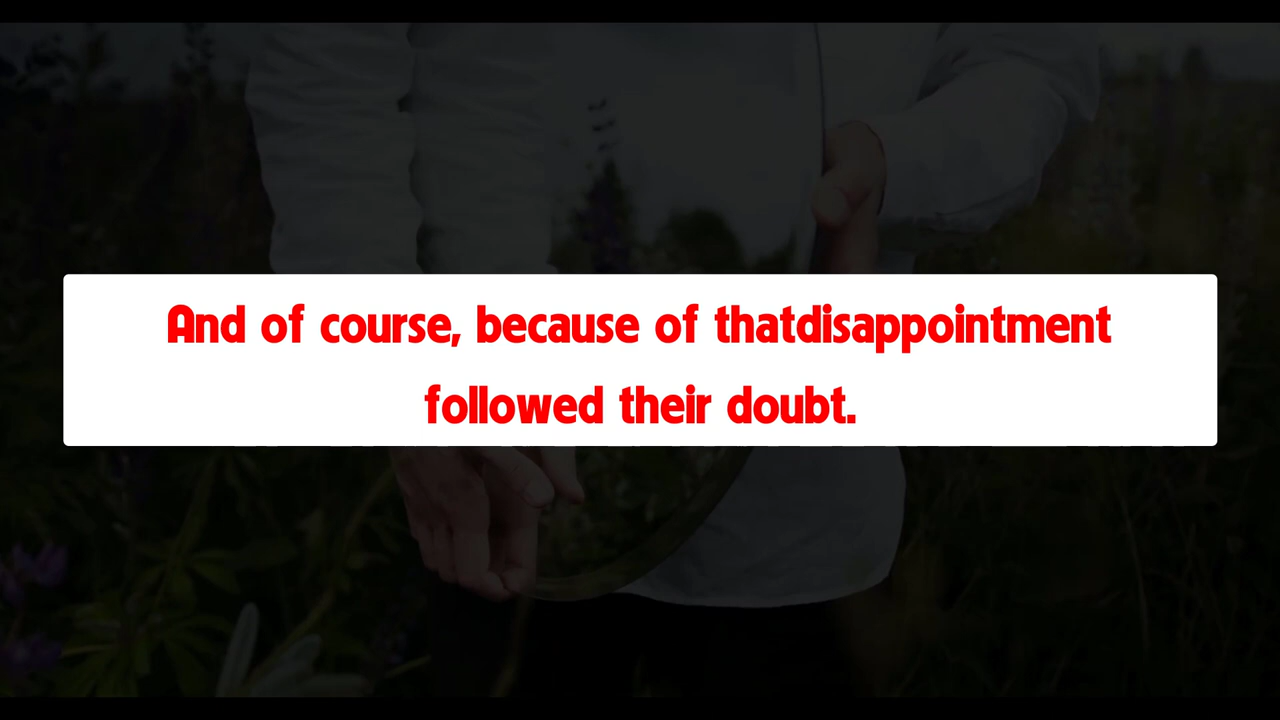 And of course, because of thatdisappointment
followed their doubt.